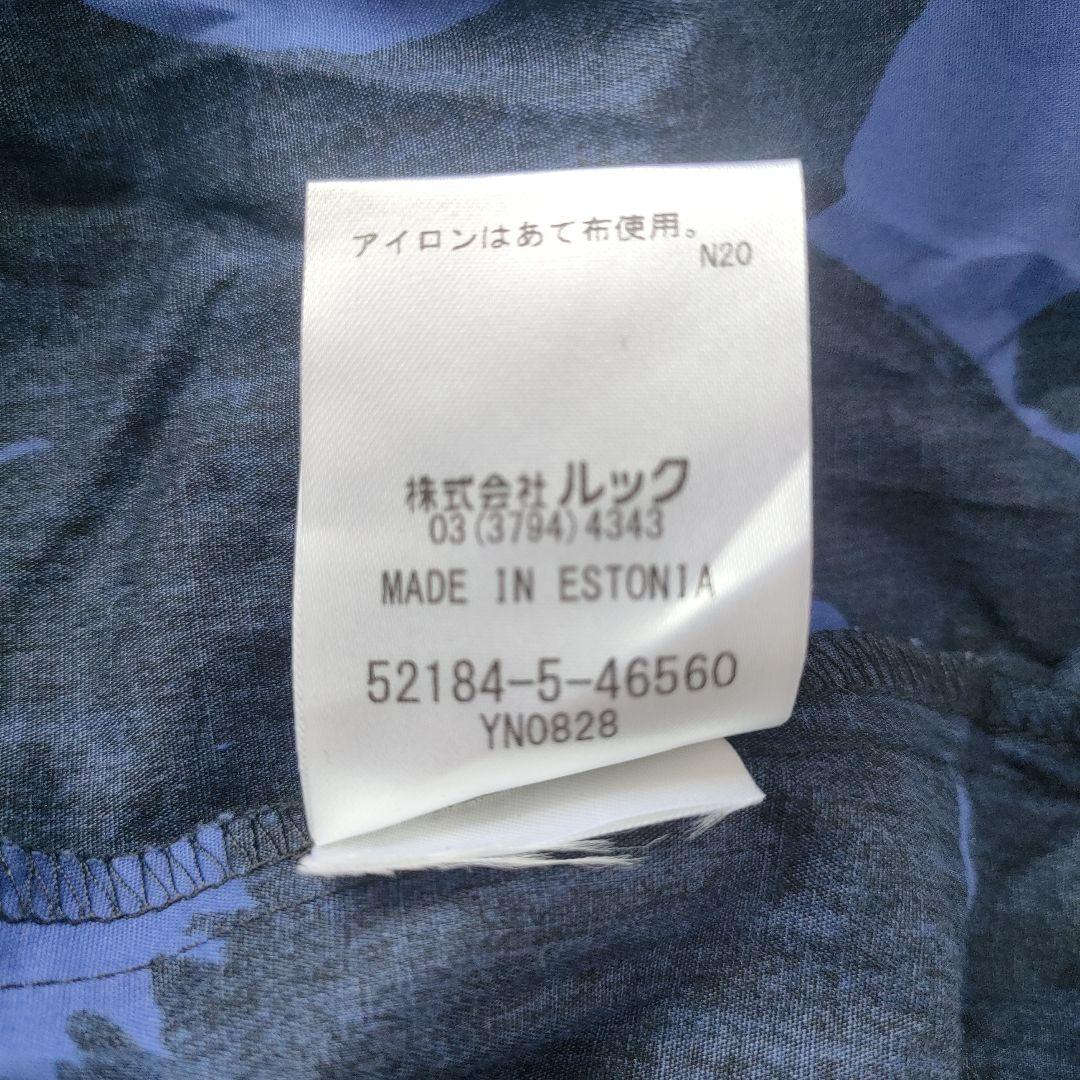 アイロンはあて布使用。
N20
株式会社 ルック
03(3794)4343
MADE IN ESTONIA
52184-5-46560
YN0828